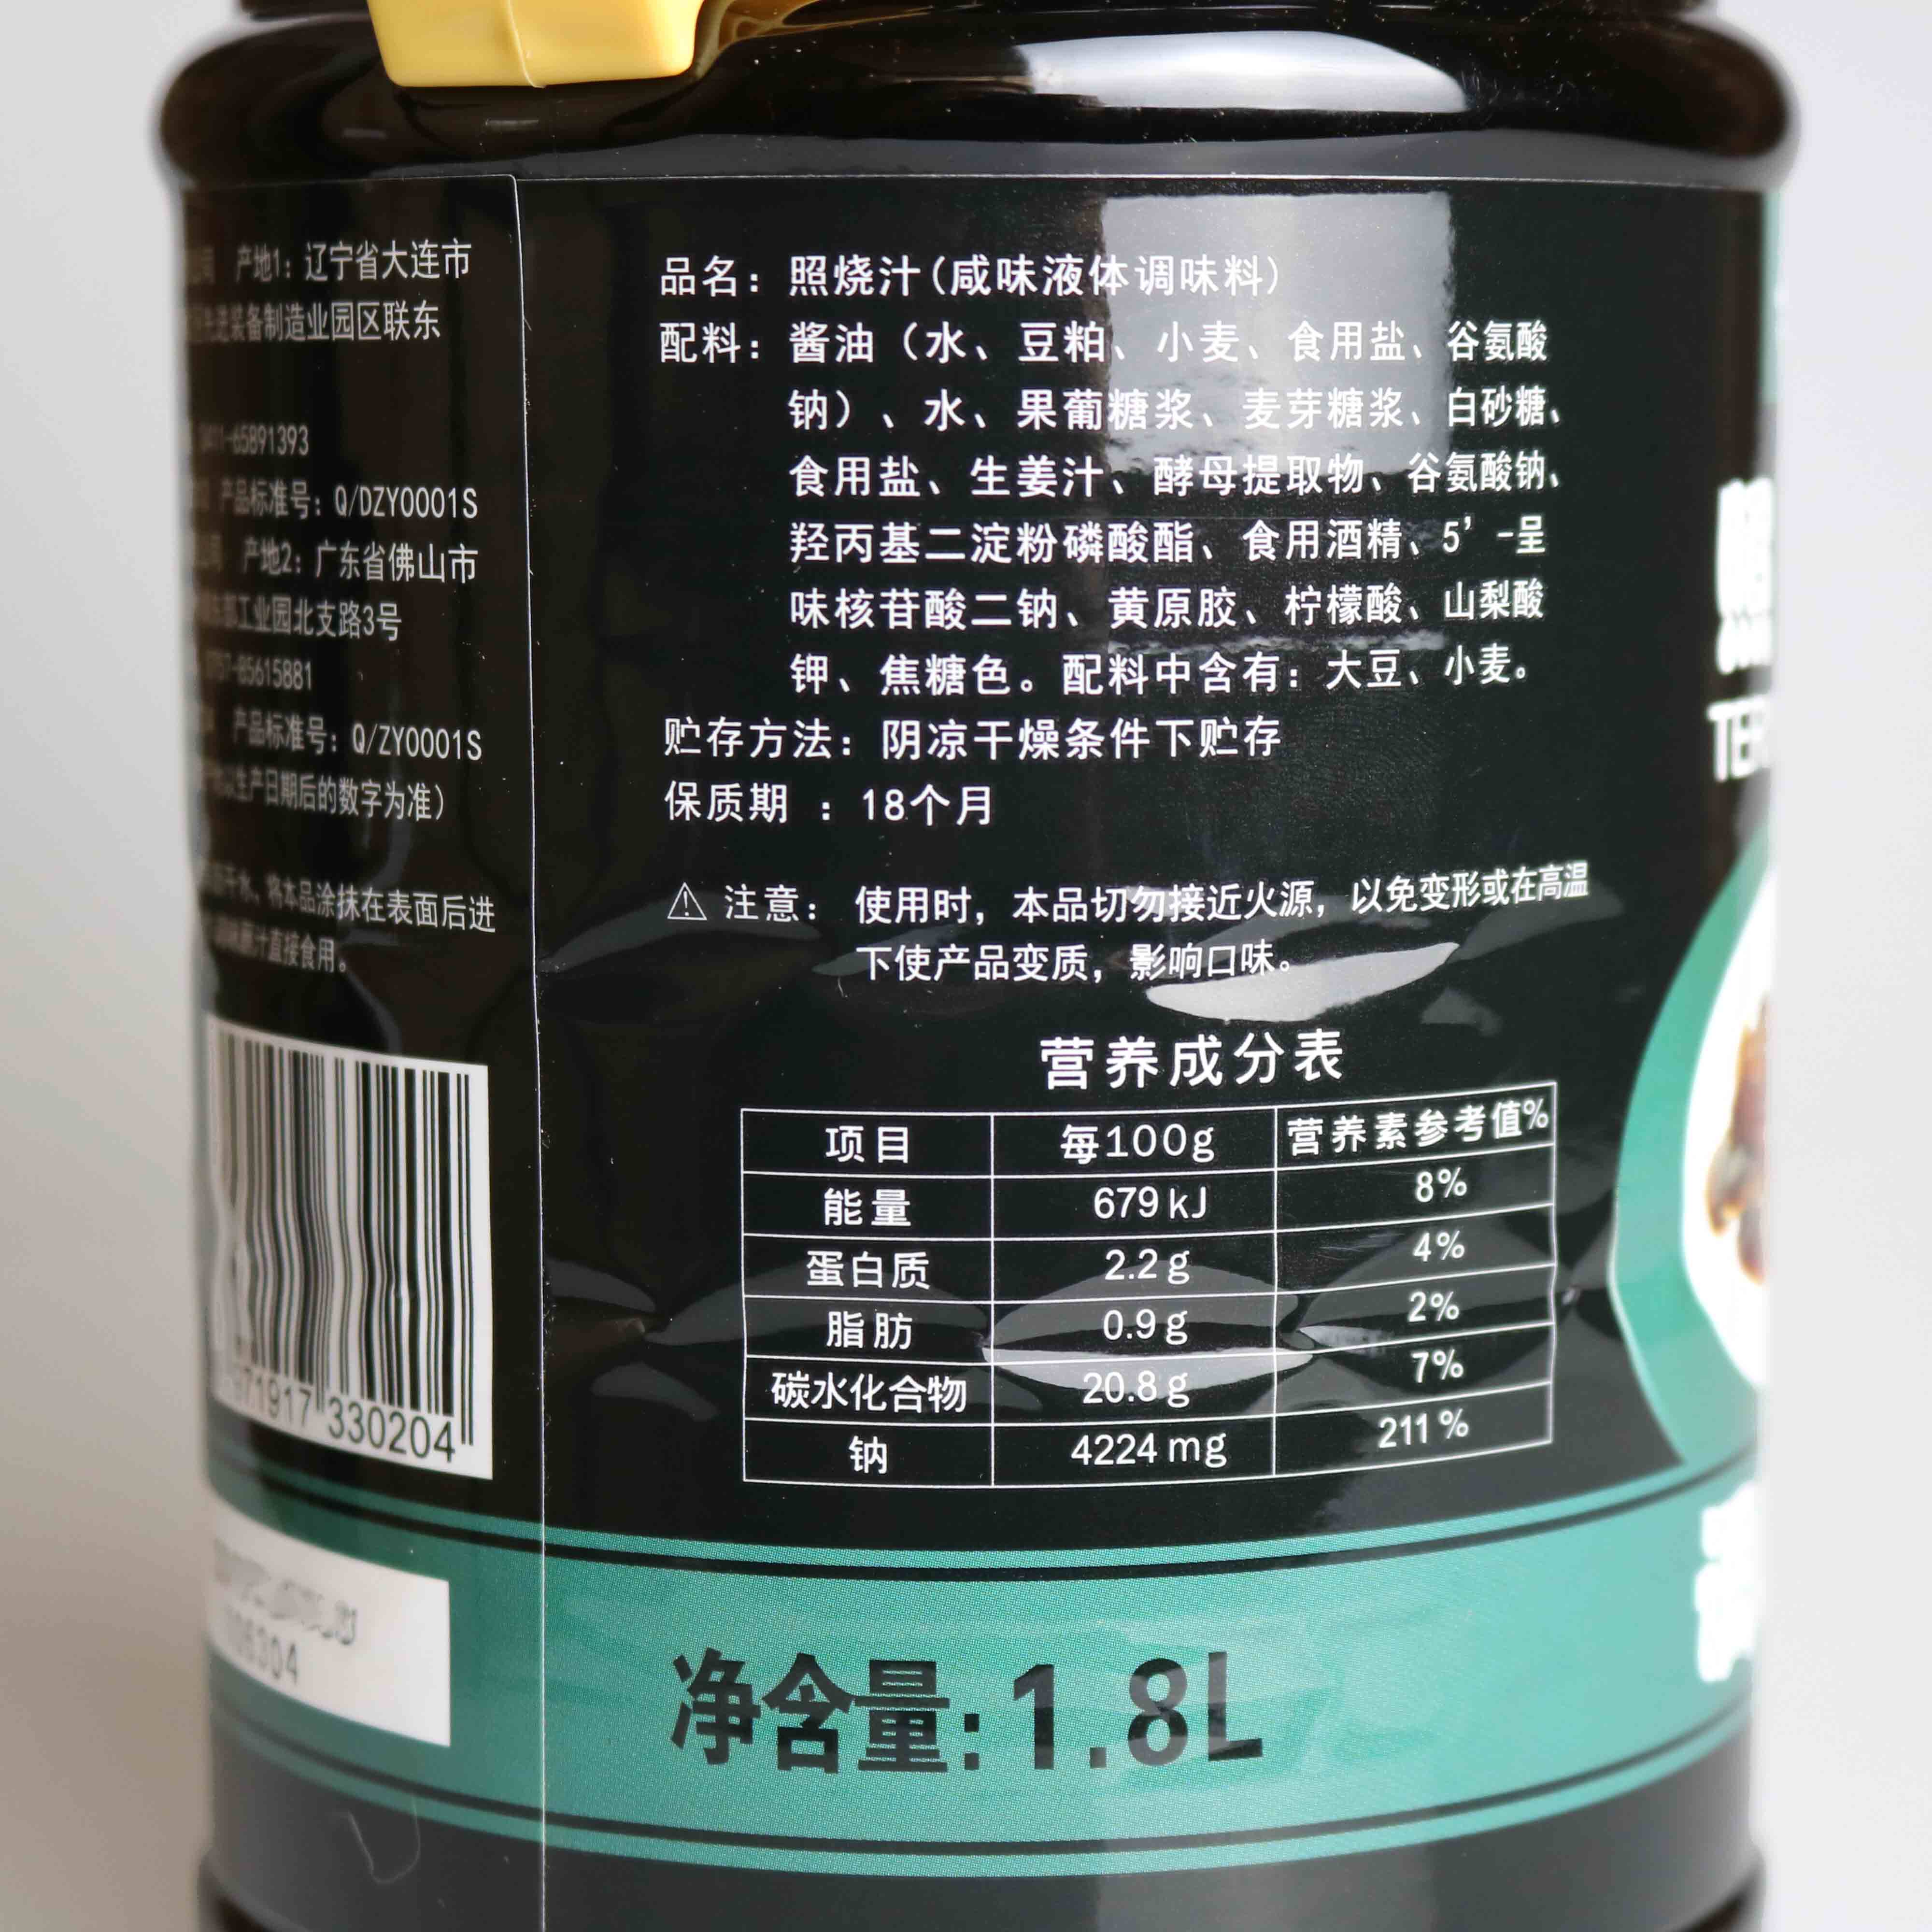 产地1：辽宁省大连市
装备制造业园区联东
-65891393
产品标准号：Q/DZY0001S
产地2：广东省佛山市
工业园北支路3号
-85615881
产品标准号：Q/ZY0001S
生产日期后的数字为准）
干水、将本品涂抹在表面后进
汁直接食用。
71917 330204
6304
品名：照烧汁(咸味液体调味料)
配料：酱油（水、豆粕、小麦、食用盐、谷氨酸
钠）、水、果葡糖浆、麦芽糖浆、白砂糖、
食用盐、生姜汁、酵母提取物、谷氨酸钠、
羟丙基二淀粉磷酸酯、食用酒精、5’-呈
味核苷酸二钠、黄原胶、柠檬酸、山梨酸
钾、焦糖色。配料中含有：大豆、小麦。
贮存方法：阴凉干燥条件下贮存
保质期 ：18个月
⚠ 注意：使用时，本品切勿接近火源，以免变形或在高温
下使产品变质，影响口味。
营养成分表
项目 每100g 营养素参考值%
能量 679kJ 8%
蛋白质 2.2g 4%
脂肪 0.9g 2%
碳水化合物 20.8g 7%
钠 4224mg 211%
净含量:1.8L
TER